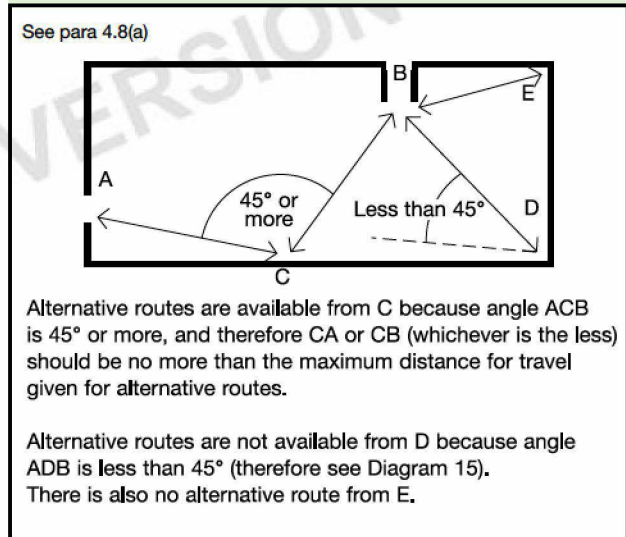 See para 4.8(a)
VERSION
B
E
A
45° or
more
Less than 45°
D
C
Alternative routes are available from C because angle ACB
is 45° or more, and therefore CA or CB (whichever is the less)
should be no more than the maximum distance for travel
given for alternative routes.
Alternative routes are not available from D because angle
ADB is less than 45° (therefore see Diagram 15).
There is also no alternative route from E.